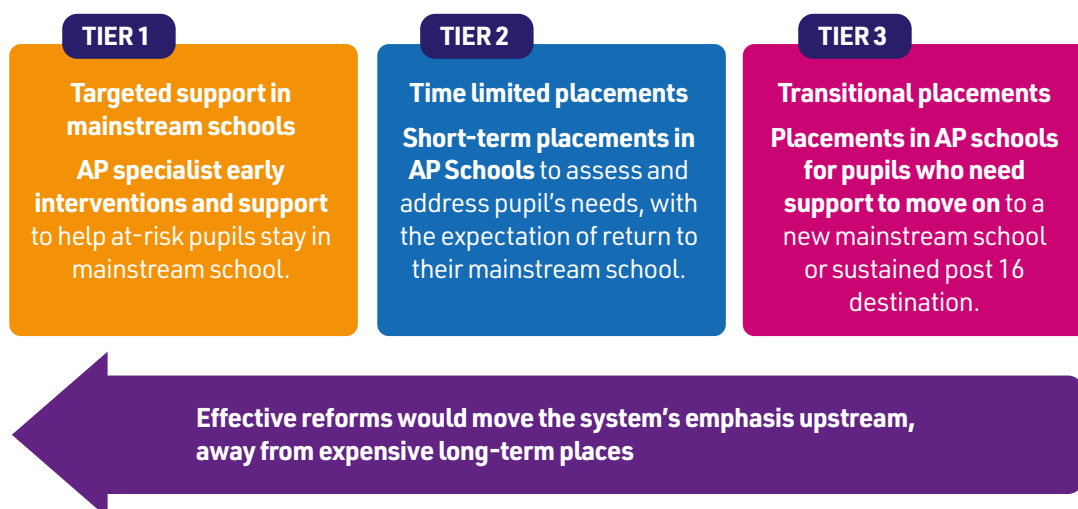 TIER 1
Targeted support in
mainstream schools
AP specialist early
interventions and support
to help at-risk pupils stay in
mainstream school.
TIER 2
Time limited placements
Short-term placements in
AP Schools to assess and
address pupil's needs, with
the expectation of return to
their mainstream school.
TIER 3
Transitional placements
Placements in AP schools
for pupils who need
support to move on to a
new mainstream school
or sustained post 16
destination.
Effective reforms would move the system's emphasis upstream,
away from expensive long-term places